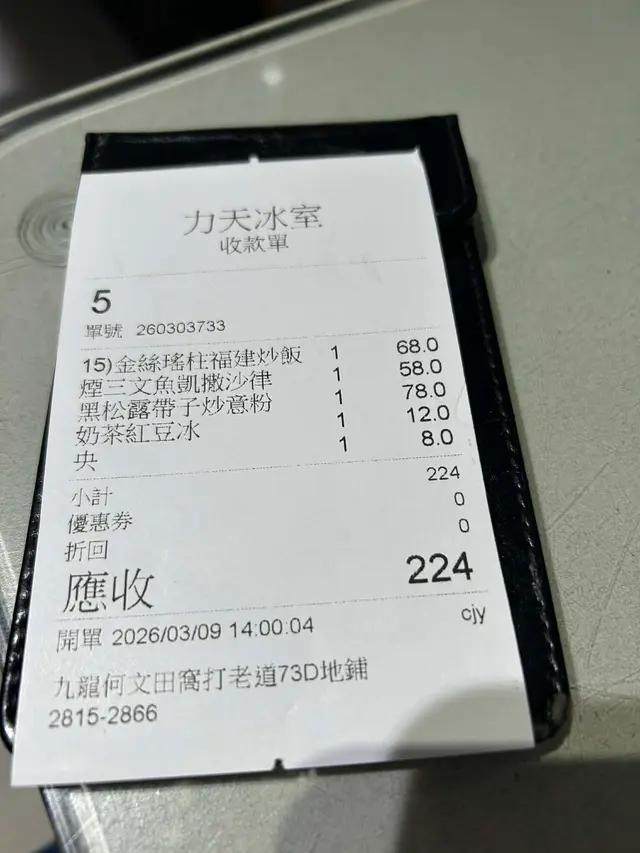 力天冰室
收款單
5
單號 260303733
15)金絲瑤柱福建炒飯 1 68.0
煙三文魚凱撒沙律 1 58.0
黑松露帶子炒意粉 1 78.0
奶茶紅豆冰 1 12.0
央 1 8.0
小計 224
優惠券 0
折回 0
應收 224
開單 2026/03/09 14:00:04 cjy
九龍何文田窩打老道73D地鋪
2815-2866